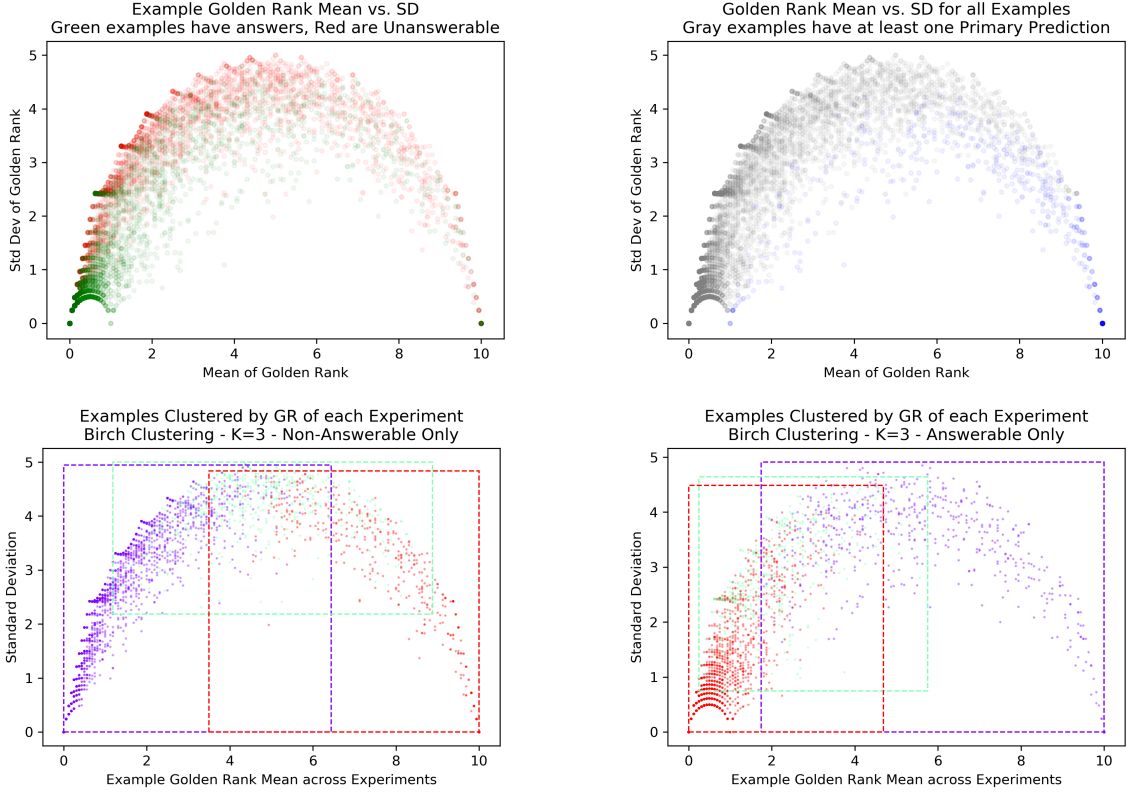 Example Golden Rank Mean vs. SD
Green examples have answers, Red are Unanswerable
5
4
3
2
1
0
Std Dev of Golden Rank
0 2 4 6 8 10
Mean of Golden Rank
Golden Rank Mean vs. SD for all Examples
Gray examples have at least one Primary Prediction
5
4
3
2
1
0
Std Dev of Golden Rank
0 2 4 6 8 10
Mean of Golden Rank
Examples Clustered by GR of each Experiment
Birch Clustering - K=3 - Non-Answerable Only
5
4
3
2
1
0
Standard Deviation
0 2 4 6 8 10
Example Golden Rank Mean across Experiments
Examples Clustered by GR of each Experiment
Birch Clustering - K=3 - Answerable Only
5
4
3
2
1
0
Standard Deviation
0 2 4 6 8 10
Example Golden Rank Mean across Experiments